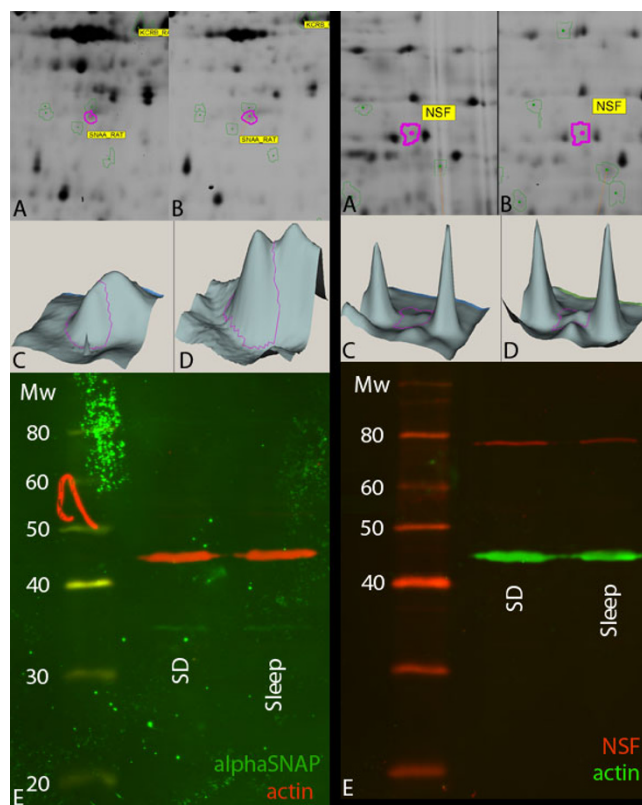 KCRB_RA
KCRB_RAT
SNAA_RAT
SNAA_RAT
A
B
NSF
NSF
A
B
C
D
C
D
Mw
80
60
50
40
30
20
SD
Sleep
alphaSNAP
actin
E
Mw
80
60
50
40
SD
Sleep
NSF
actin
E